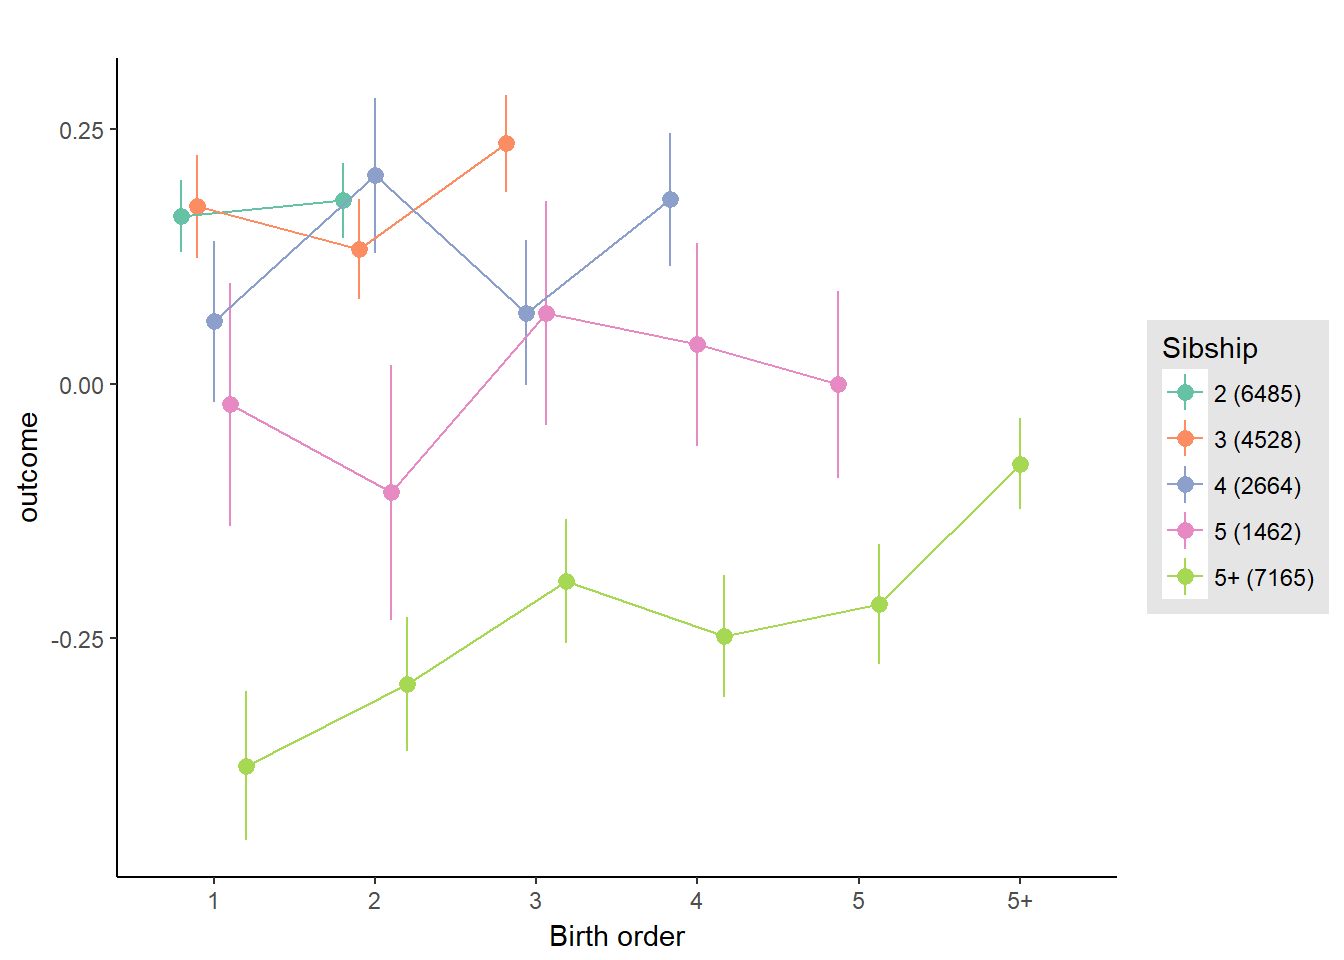 0.25
0.00
-0.25
outcome
1 2 3 4 5 5+
Birth order
Sibship
2 (6485)
3 (4528)
4 (2664)
5 (1462)
5+ (7165)